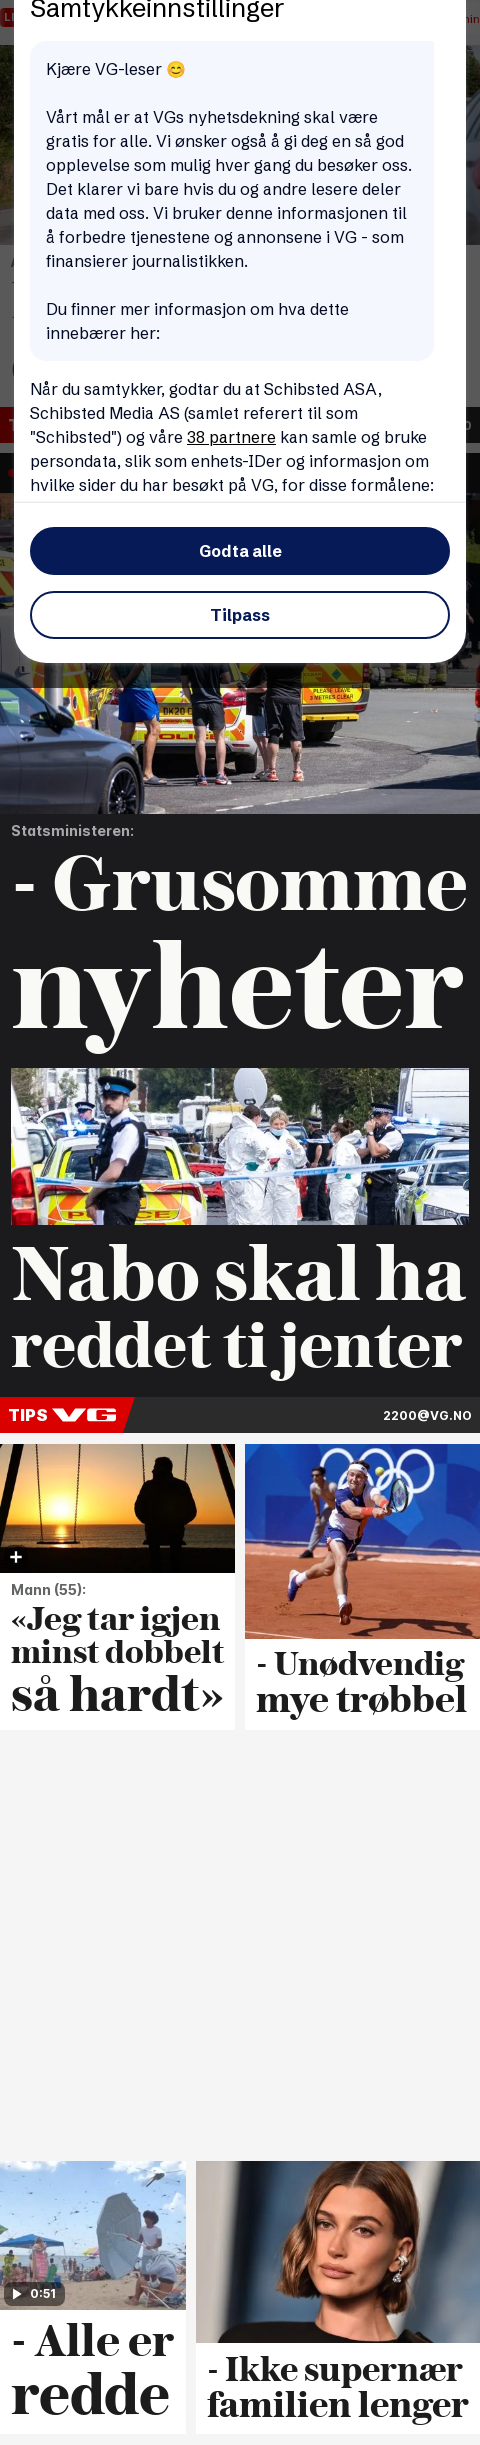 Samtykkeinnstillinger
Kjære VG-leser 😊
Vårt mål er at VGs nyhetsdekning skal være
gratis for alle. Vi ønsker også å gi deg en så god
opplevelse som mulig hver gang du besøker oss.
Det klarer vi bare hvis du og andre lesere deler
data med oss. Vi bruker denne informasjonen til
å forbedre tjenestene og annonsene i VG - som
finansierer journalistikken.
Du finner mer informasjon om hva dette
innebærer her:
Når du samtykker, godtar du at Schibsted ASA,
Schibsted Media AS (samlet referert til som
"Schibsted") og våre 38 partnere kan samle og bruke
persondata, slik som enhets-IDer og informasjon om
hvilke sider du har besøkt på VG, for disse formålene:
Godta alle
Tilpass
PLEASE LEAVE
3 METRES CLEAR
DK20 C
Statsministeren:
- Grusomme
nyheter
POLICE
Nabo skal ha
reddet ti jenter
TIPS VG
2200@VG.NO
Mann (55):
«Jeg tar igjen
minst dobbelt
så hardt»
- Unødvendig
mye trøbbel
0:51
- Alle er
redde
- Ikke supernær
familien lenger